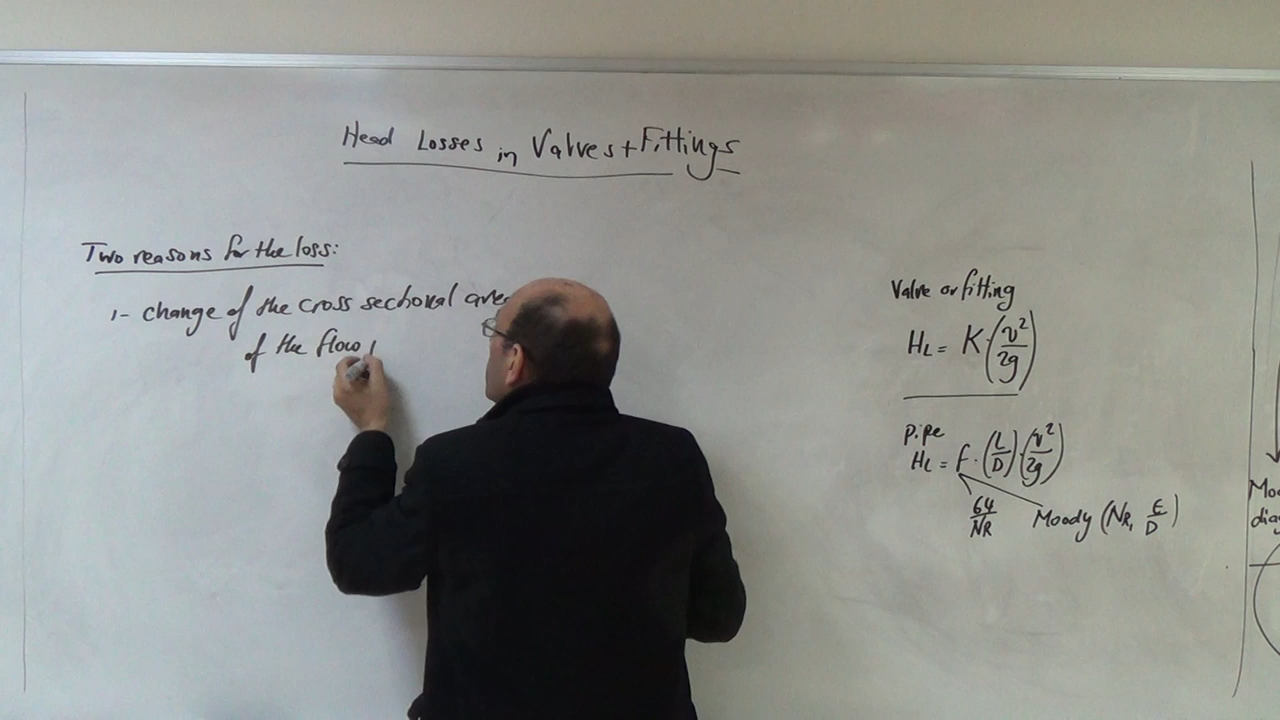 Head Losses in Valves+Fittings
Two reasons for the loss:
1- change of the cross sectional
of the flow
Valve or fitting
HL = K·(v²/2g)
pipe
HL = f·(L/D)·(v²/2g)
64/NR Moody (NR, ε/D)